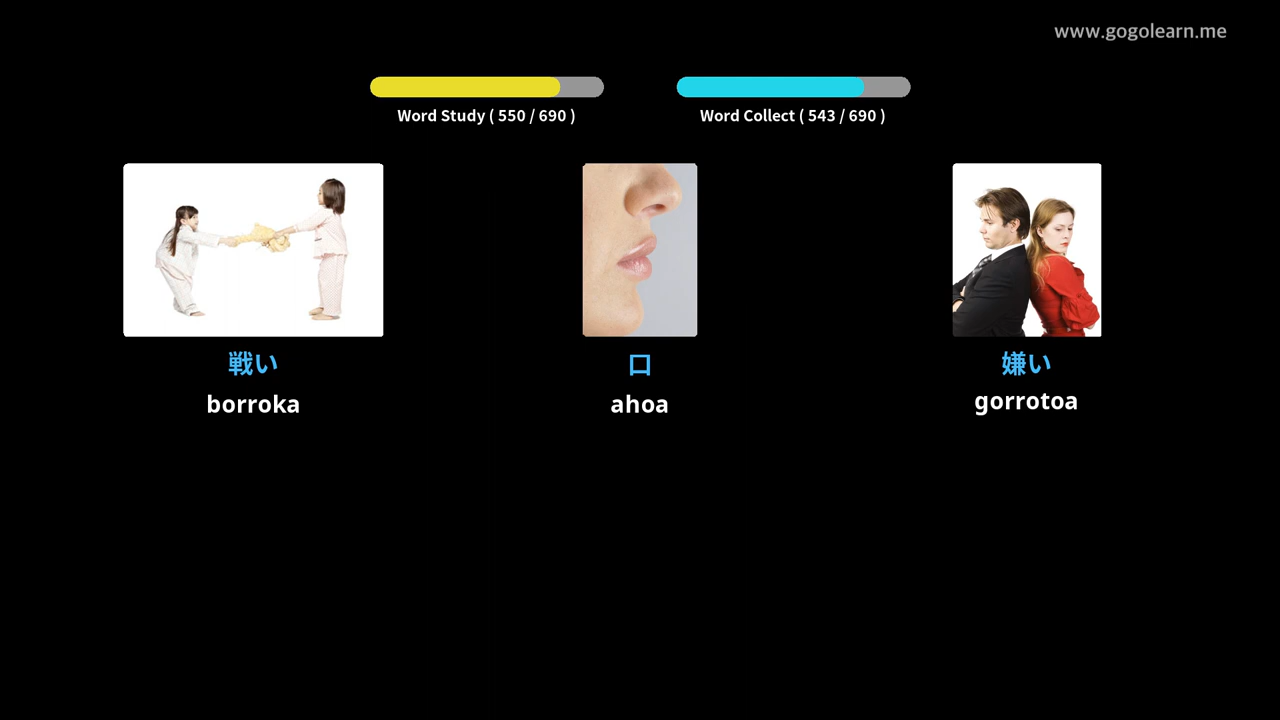 www.gogolearn.me
Word Study ( 550 / 690 )
Word Collect ( 543 / 690 )
戦い
borroka
口
ahoa
嫌い
gorrotoa